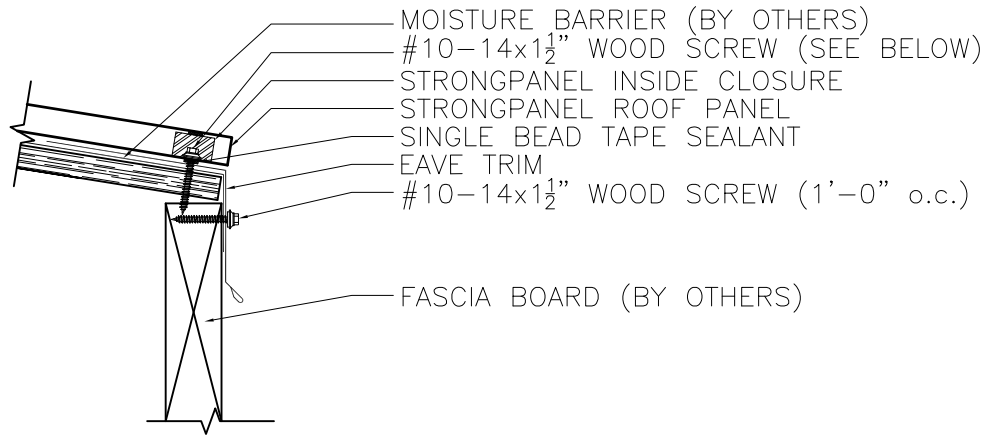 MOISTURE BARRIER (BY OTHERS)
#10-14x1½" WOOD SCREW (SEE BELOW)
STRONGPANEL INSIDE CLOSURE
STRONGPANEL ROOF PANEL
SINGLE BEAD TAPE SEALANT
EAVE TRIM
#10-14x1½" WOOD SCREW (1'-0" o.c.)
FASCIA BOARD (BY OTHERS)